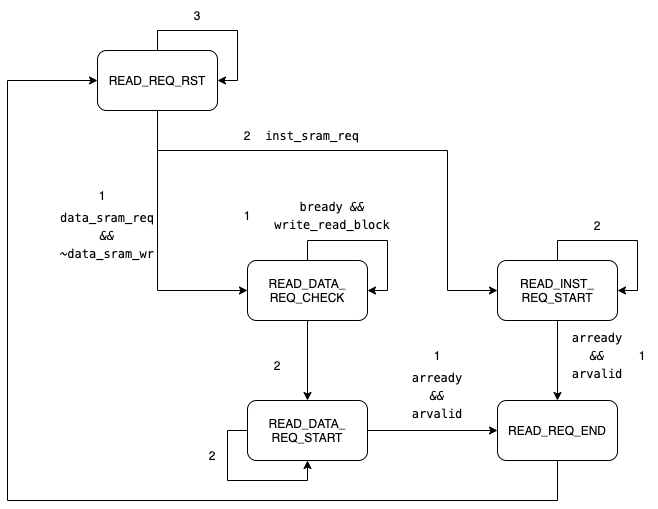 3
READ_REQ_RST
2 inst_sram_req
1
data_sram_req
&&
~data_sram_wr
1
bready &&
write_read_block
2
READ_DATA_
REQ_CHECK
READ_INST_
REQ_START
2
1
arready
&&
arvalid
arready
&&
arvalid
1
READ_DATA_
REQ_START
READ_REQ_END
2